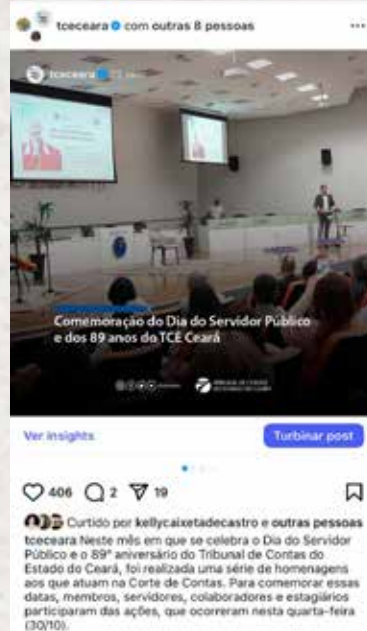 tceceara com outras 8 pessoas
tceceara
Comemoração do Dia do Servidor Público
e dos 89 anos do TCE Ceará
Ver insights
Turbinar post
406 2 19
Curtido por kellycaixetadecastro e outras pessoas
tceceara Neste mês em que se celebra o Dia do Servidor
Público e o 89º aniversário do Tribunal de Contas do
Estado do Ceará, foi realizada uma série de homenagens
aos que atuam na Corte de Contas. Para comemorar essas
datas, membros, servidores, colaboradores e estagiários
participaram das ações, que ocorreram nesta quarta-feira
(30/10).